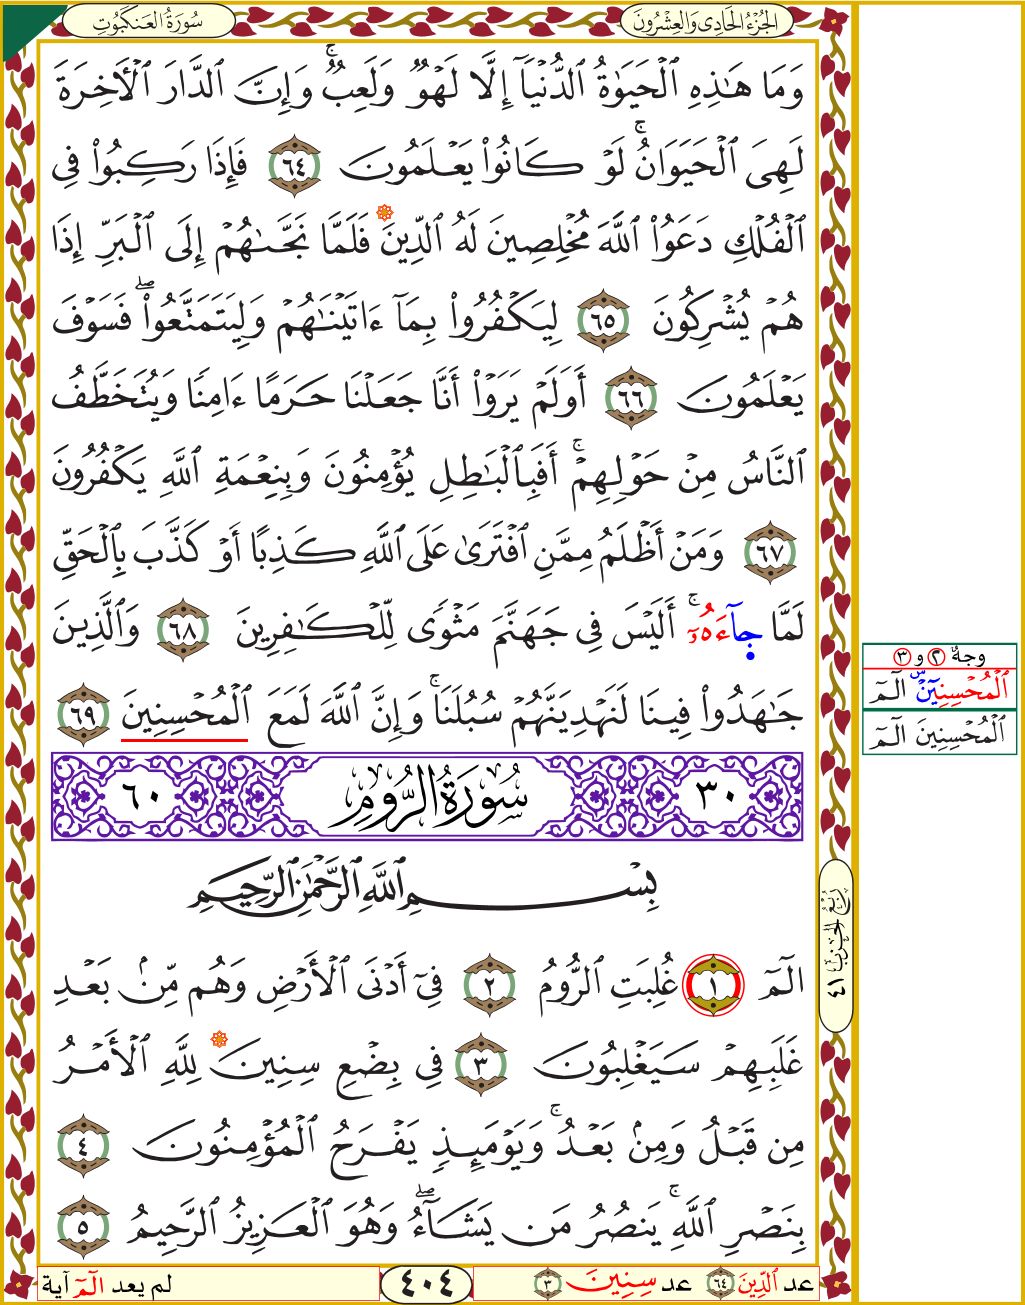 الجُزْءُ الحَادِي وَالعِشْرُونَ
سُورَةُ العَنكَبُوتِ
وَمَا هَـٰذِهِ ٱلْحَيَوٰةُ ٱلدُّنْيَآ إِلَّا لَهْوٌ وَلَعِبٌ ۚ وَإِنَّ ٱلدَّارَ ٱلْأَخِرَةَ
لَهِىَ ٱلْحَيَوَانُ ۚ لَوْ كَانُوا۟ يَعْلَمُونَ ٦٤ فَإِذَا رَكِبُوا۟ فِى
ٱلْفُلْكِ دَعَوُا۟ ٱللَّهَ مُخْلِصِينَ لَهُ ٱلدِّينَ فَلَمَّا نَجَّىٰهُمْ إِلَى ٱلْبَرِّ إِذَا
هُمْ يُشْرِكُونَ ٦٥ لِيَكْفُرُوا۟ بِمَآ ءَاتَيْنَـٰهُمْ وَلِيَتَمَتَّعُوا۟ ۖ فَسَوْفَ
يَعْلَمُونَ ٦٦ أَوَلَمْ يَرَوْا۟ أَنَّا جَعَلْنَا حَرَمًا ءَامِنًا وَيُتَخَطَّفُ
ٱلنَّاسُ مِنْ حَوْلِهِمْ ۚ أَفَبِٱلْبَـٰطِلِ يُؤْمِنُونَ وَبِنِعْمَةِ ٱللَّهِ يَكْفُرُونَ
٦٧ وَمَنْ أَظْلَمُ مِمَّنِ ٱفْتَرَىٰ عَلَى ٱللَّهِ كَذِبًا أَوْ كَذَّبَ بِٱلْحَقِّ
لَمَّا جَآءَهُۥٓ ۚ أَلَيْسَ فِى جَهَنَّمَ مَثْوًى لِّلْكَـٰفِرِينَ ٦٨ وَٱلَّذِينَ
جَـٰهَدُوا۟ فِينَا لَنَهْدِيَنَّهُمْ سُبُلَنَا ۚ وَإِنَّ ٱللَّهَ لَمَعَ ٱلْمُحْسِنِينَ ٦٩
٣٠ سُورَةُ الرُّومِ ٦٠
بِسْمِ ٱللَّهِ ٱلرَّحْمَـٰنِ ٱلرَّحِيمِ
الٓمٓ ١ غُلِبَتِ ٱلرُّومُ ٢ فِىٓ أَدْنَى ٱلْأَرْضِ وَهُم مِّنۢ بَعْدِ
غَلَبِهِمْ سَيَغْلِبُونَ ٣ فِى بِضْعِ سِنِينَ لِلَّهِ ٱلْأَمْرُ
مِن قَبْلُ وَمِنۢ بَعْدُ ۚ وَيَوْمَئِذٍ يَفْرَحُ ٱلْمُؤْمِنُونَ ٤
بِنَصْرِ ٱللَّهِ ۚ يَنصُرُ مَن يَشَآءُ ۖ وَهُوَ ٱلْعَزِيزُ ٱلرَّحِيمُ ٥
وجهٌ ٢ و ٣
ٱلْمُحْسِنِينَ س الٓمٓ
ٱلْمُحْسِنِينَ الٓمٓ
رُبْعُ الحِزْبِ ٤١
عد ٱلدِّينَ ٦٤ عد سِنِينَ ٣
٤٠٤
لم يعد الٓمٓ آية